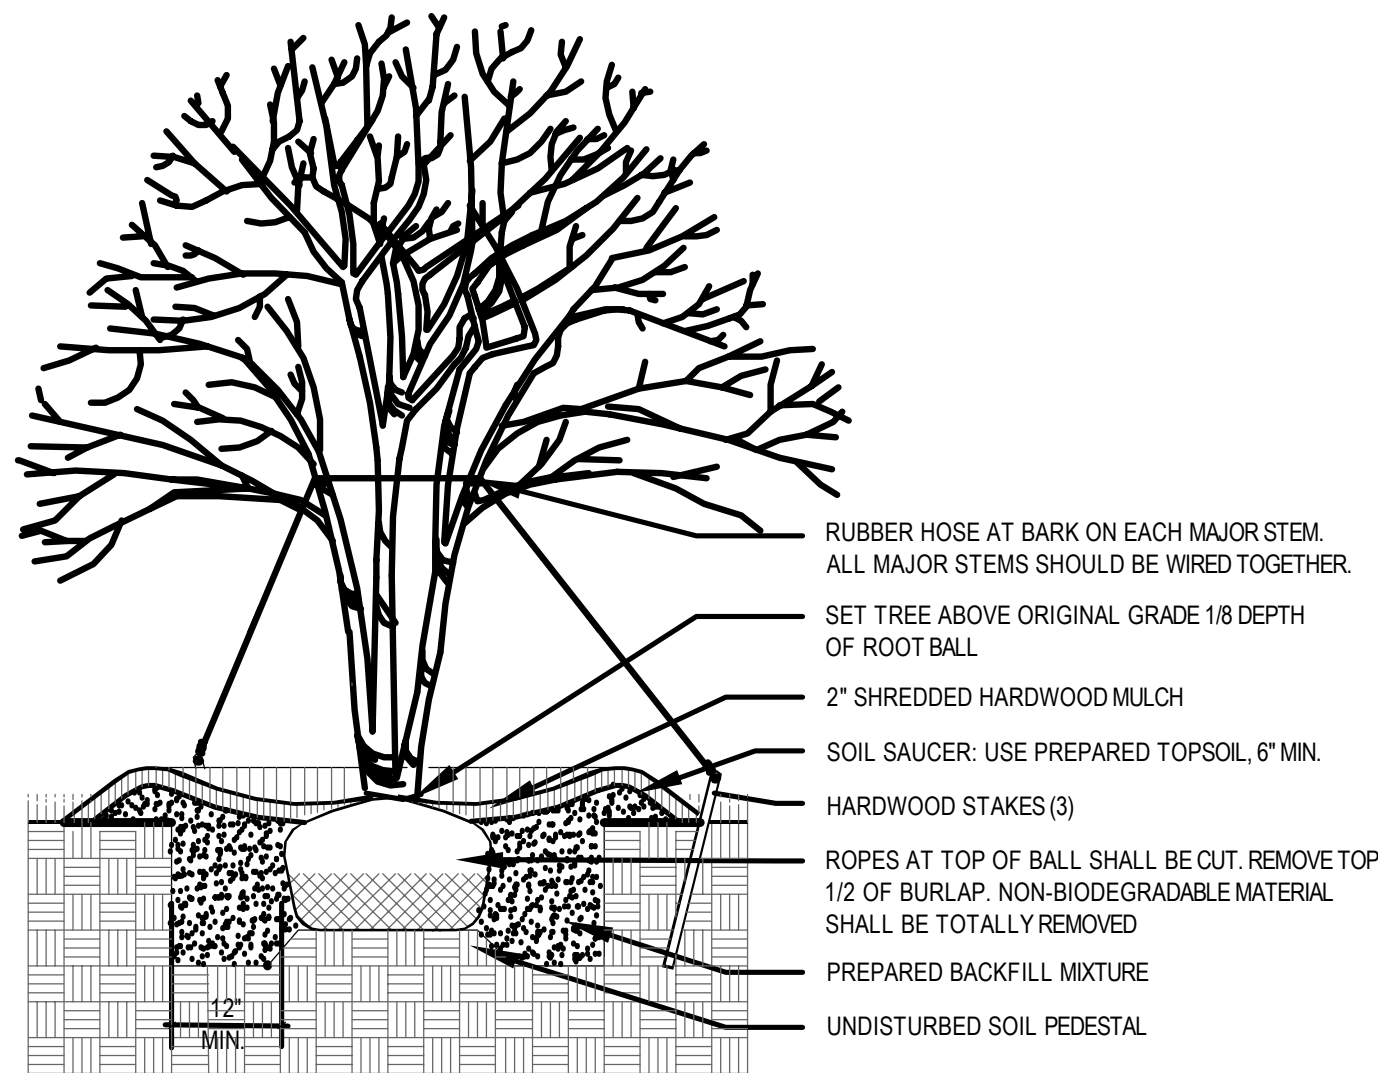 RUBBER HOSE AT BARK ON EACH MAJOR STEM.
ALL MAJOR STEMS SHOULD BE WIRED TOGETHER.
SET TREE ABOVE ORIGINAL GRADE 1/8 DEPTH
OF ROOT BALL
2" SHREDDED HARDWOOD MULCH
SOIL SAUCER: USE PREPARED TOPSOIL, 6" MIN.
HARDWOOD STAKES (3)
ROPES AT TOP OF BALL SHALL BE CUT. REMOVE TOP
1/2 OF BURLAP. NON-BIODEGRADABLE MATERIAL
SHALL BE TOTALLY REMOVED
PREPARED BACKFILL MIXTURE
UNDISTURBED SOIL PEDESTAL
12"
MIN.